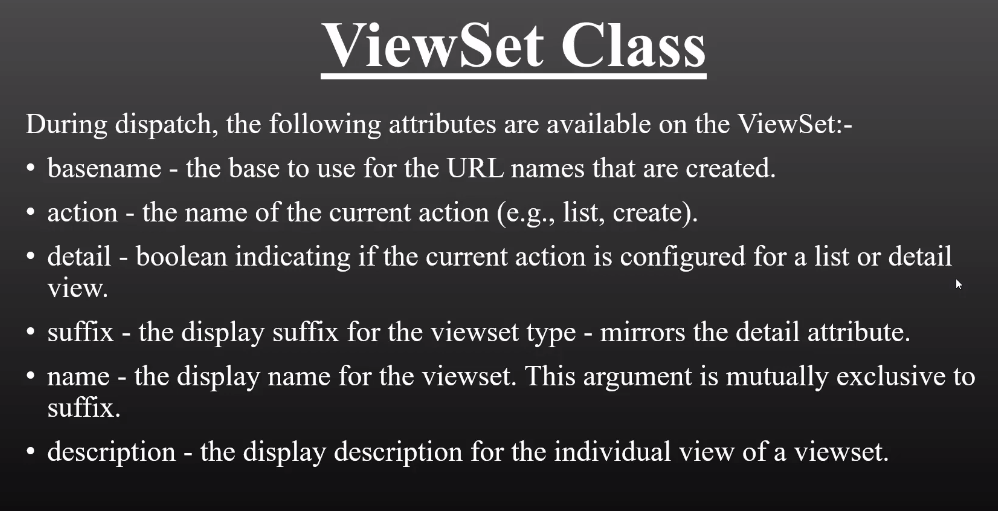 ViewSet Class
During dispatch, the following attributes are available on the ViewSet:-
• basename - the base to use for the URL names that are created.
• action - the name of the current action (e.g., list, create).
• detail - boolean indicating if the current action is configured for a list or detail
view.
• suffix - the display suffix for the viewset type - mirrors the detail attribute.
• name - the display name for the viewset. This argument is mutually exclusive to
suffix.
• description - the display description for the individual view of a viewset.